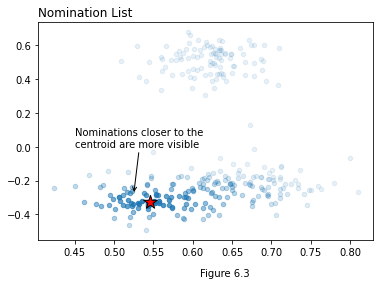 Nomination List
0.6
0.4
0.2
0.0
−0.2
−0.4
Nominations closer to the
centroid are more visible
0.45 0.50 0.55 0.60 0.65 0.70 0.75 0.80
Figure 6.3